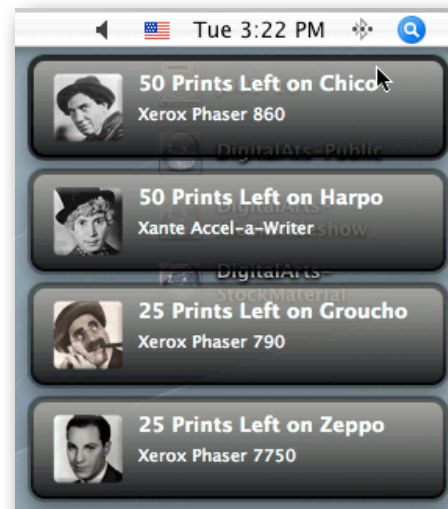 Tue 3:22 PM
50 Prints Left on Chico
Xerox Phaser 860
DigitalArts-Public
50 Prints Left on Harpo
DigitalArts-
Xante Accel-a-Writer
DigitalArts-
StockMaterial
25 Prints Left on Groucho
Xerox Phaser 790
25 Prints Left on Zeppo
Xerox Phaser 7750